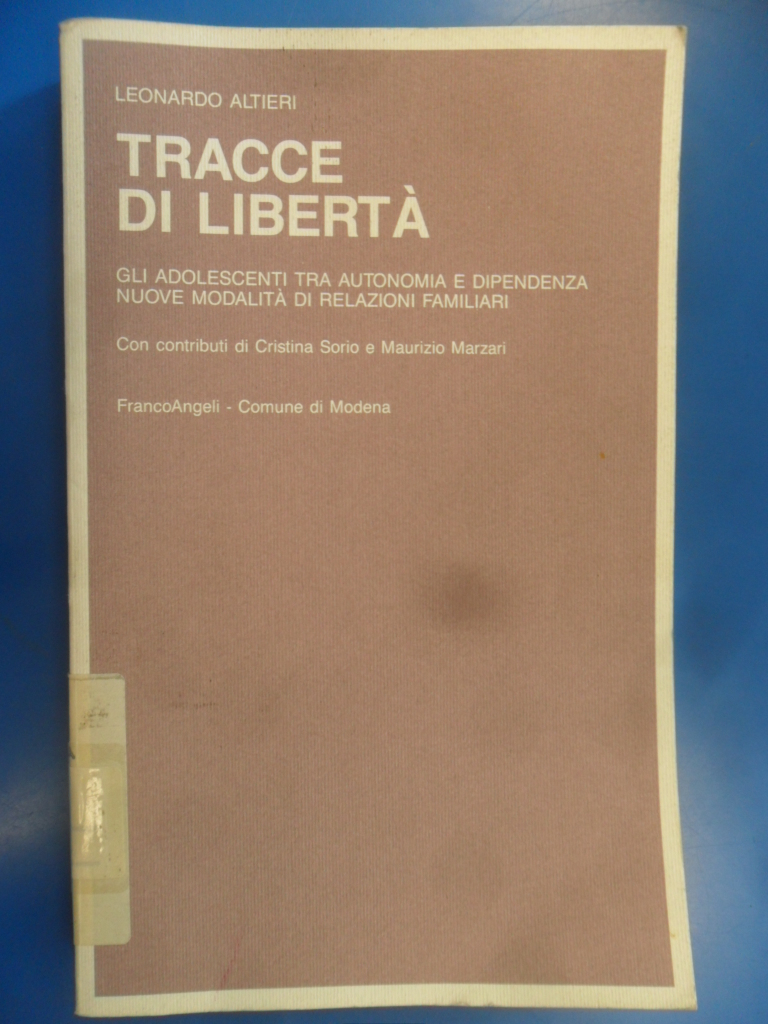 LEONARDO ALTIERI
TRACCE
DI LIBERTÀ
GLI ADOLESCENTI TRA AUTONOMIA E DIPENDENZA
NUOVE MODALITÀ DI RELAZIONI FAMILIARI
Con contributi di Cristina Sorio e Maurizio Marzari
FrancoAngeli - Comune di Modena